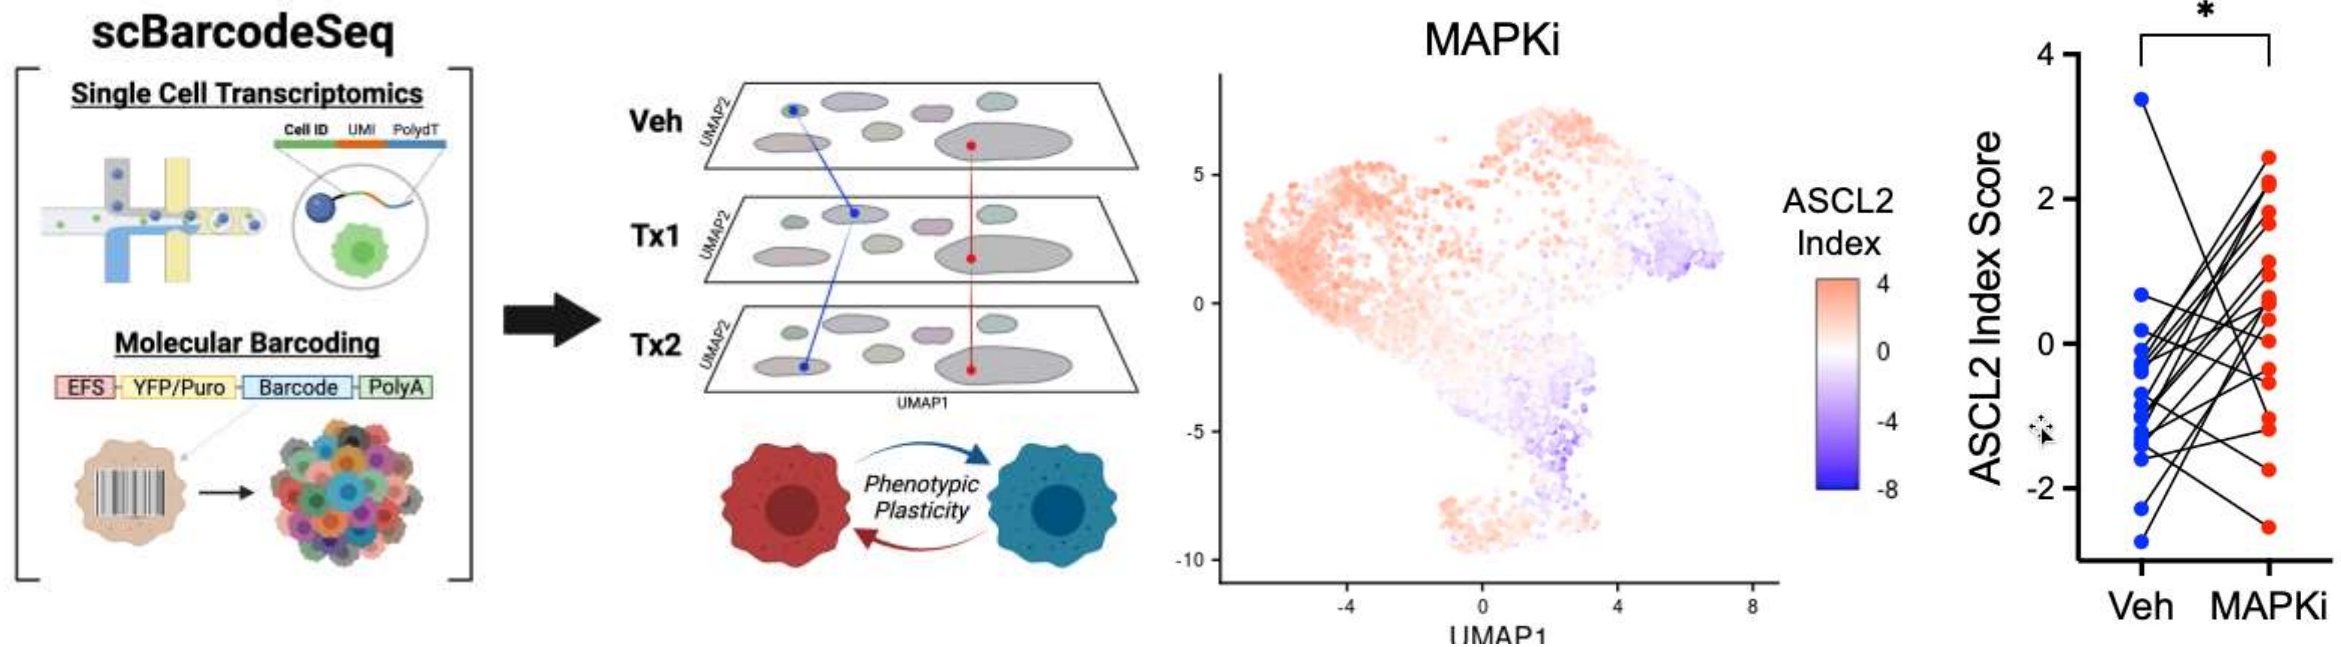 scBarcodeSeq
Single Cell Transcriptomics
Cell ID UMI PolydT
Molecular Barcoding
EFS YFP/Puro Barcode PolyA
Veh
UMAP2
Tx1
UMAP2
Tx2
UMAP2
UMAP1
Phenotypic
Plasticity
MAPKi
5
0
-5
-10
-4 0 4 8
UMAP1
ASCL2
Index
4
0
-4
-8
*
ASCL2 Index Score
4
2
0
-2
Veh MAPKi